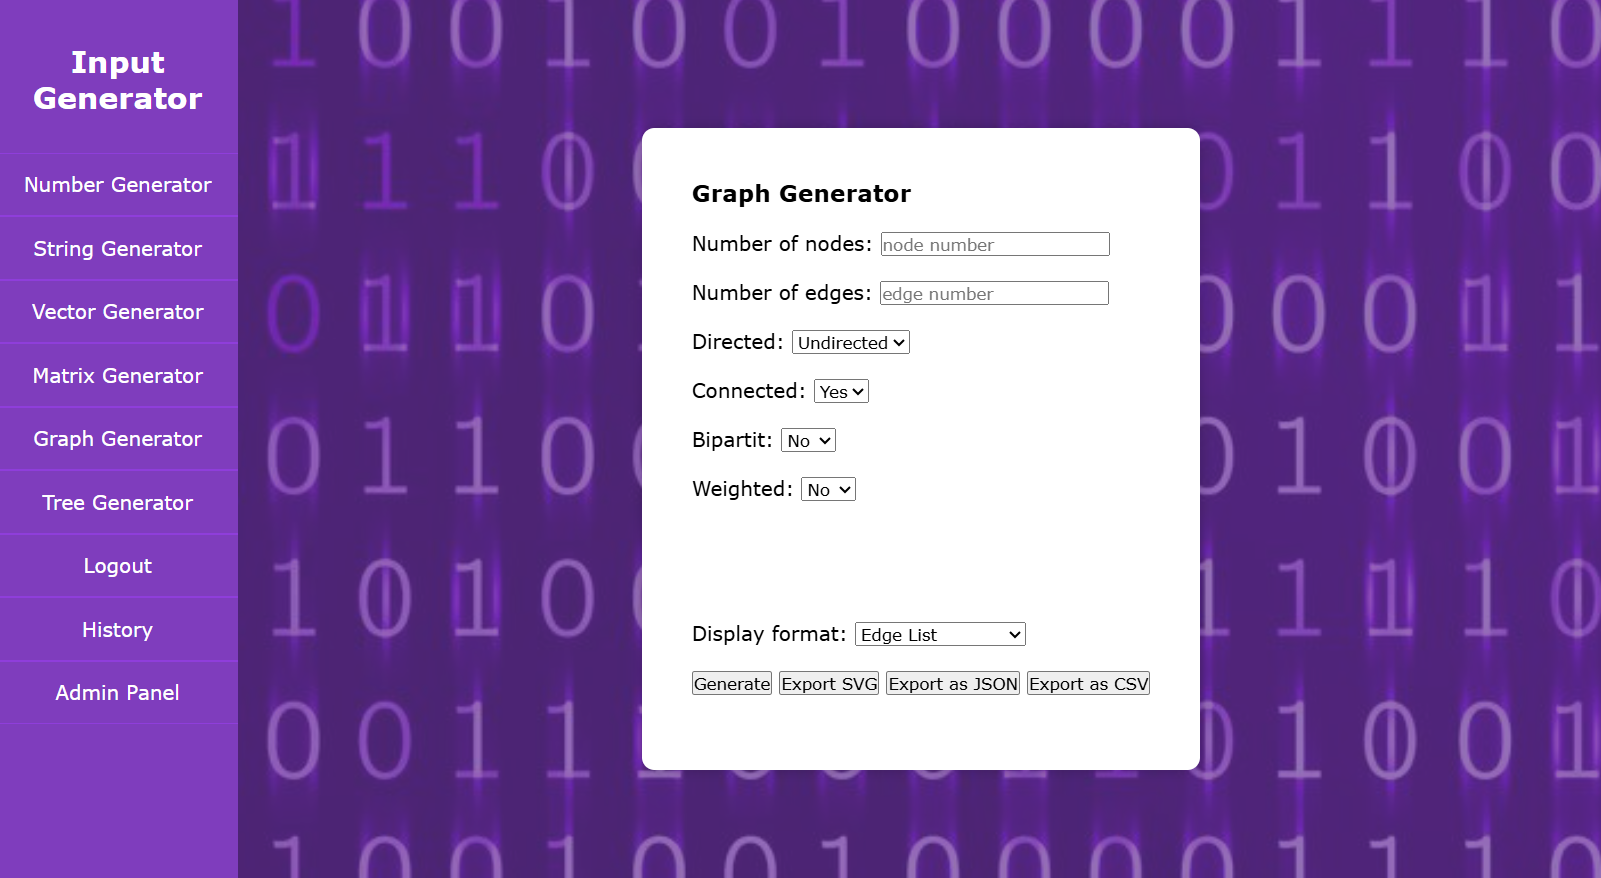 Input
Generator
Number Generator
String Generator
Vector Generator
Matrix Generator
Graph Generator
Tree Generator
Logout
History
Admin Panel
Graph Generator
Number of nodes: node number
Number of edges: edge number
Directed: Undirected
Connected: Yes
Bipartit: No
Weighted: No
Display format: Edge List
Generate Export SVG Export as JSON Export as CSV